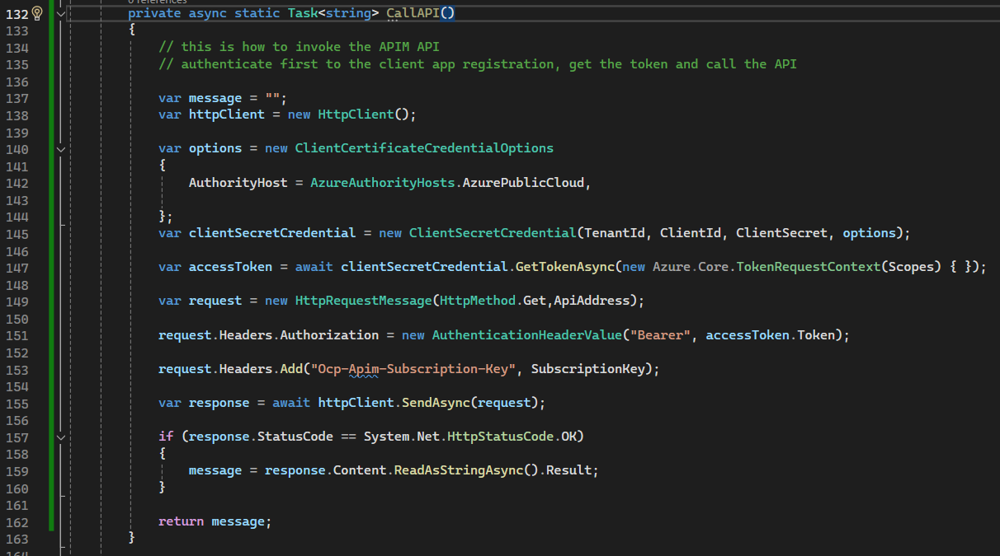 0 references
132 private async static Task<string> CallAPI()
133 {
134 // this is how to invoke the APIM API
135 // authenticate first to the client app registration, get the token and call the API
136
137 var message = "";
138 var httpClient = new HttpClient();
139
140 var options = new ClientCertificateCredentialOptions
141 {
142 AuthorityHost = AzureAuthorityHosts.AzurePublicCloud,
143
144 };
145 var clientSecretCredential = new ClientSecretCredential(TenantId, ClientId, ClientSecret, options);
146
147 var accessToken = await clientSecretCredential.GetTokenAsync(new Azure.Core.TokenRequestContext(Scopes) { });
148
149 var request = new HttpRequestMessage(HttpMethod.Get,ApiAddress);
150
151 request.Headers.Authorization = new AuthenticationHeaderValue("Bearer", accessToken.Token);
152
153 request.Headers.Add("Ocp-Apim-Subscription-Key", SubscriptionKey);
154
155 var response = await httpClient.SendAsync(request);
156
157 if (response.StatusCode == System.Net.HttpStatusCode.OK)
158 {
159 message = response.Content.ReadAsStringAsync().Result;
160 }
161
162 return message;
163 }
164